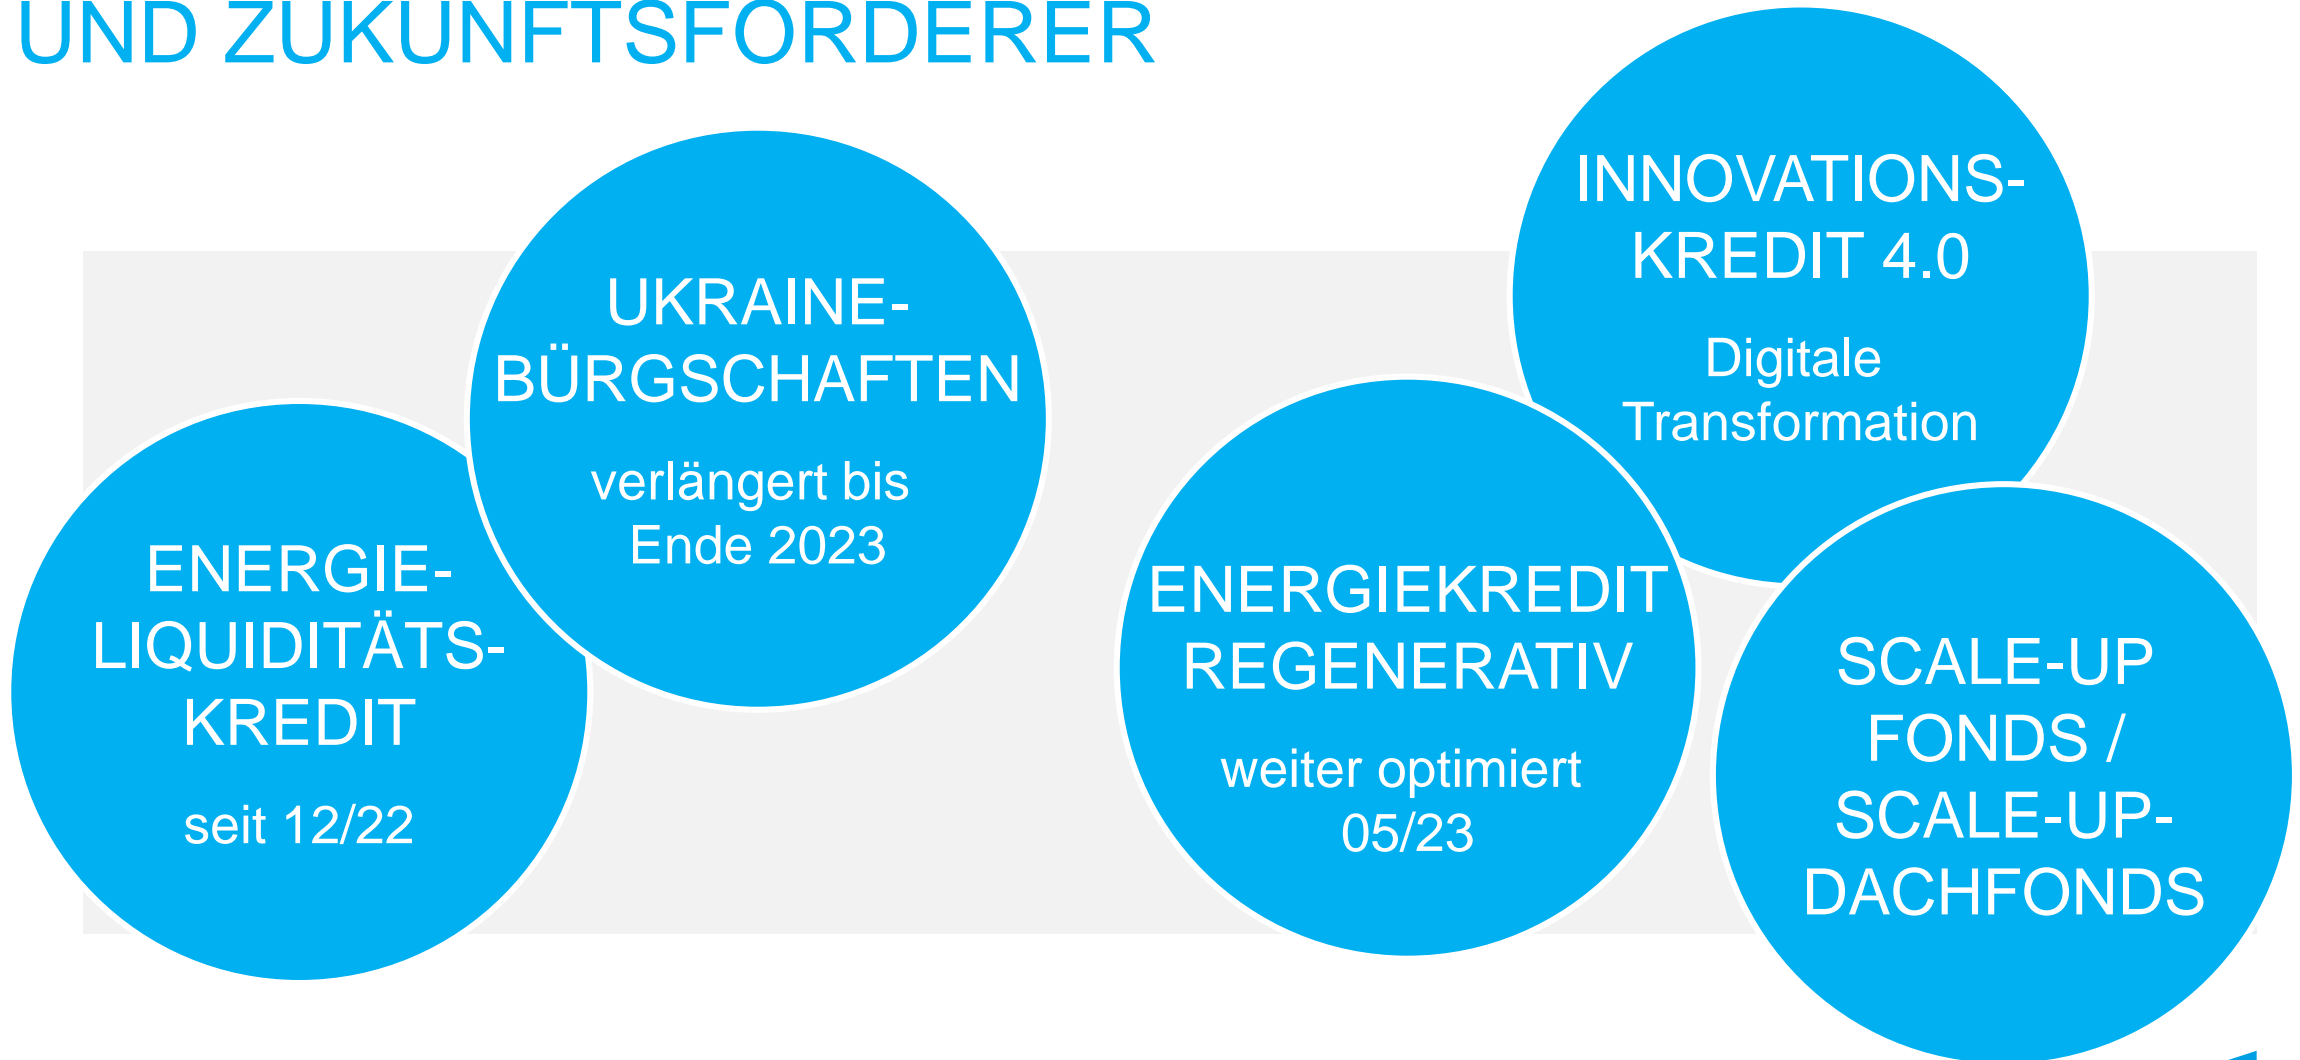 UND ZUKUNFTSFORDERER
ENERGIE-
LIQUIDITÄTS-
KREDIT
seit 12/22
UKRAINE-
BÜRGSCHAFTEN
verlängert bis
Ende 2023
ENERGIEKREDIT
REGENERATIV
weiter optimiert
05/23
INNOVATIONS-
KREDIT 4.0
Digitale
Transformation
SCALE-UP
FONDS /
SCALE-UP-
DACHFONDS